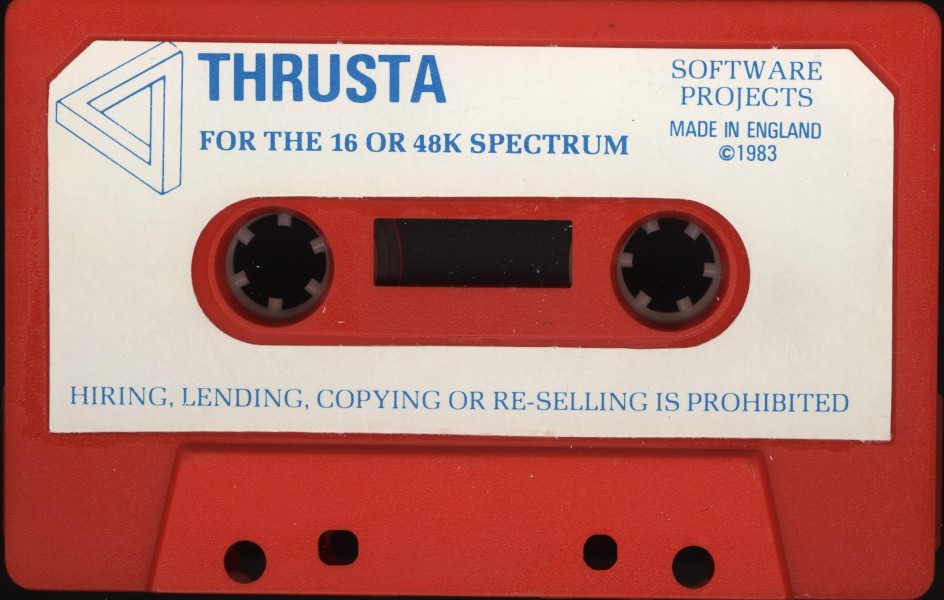 THRUSTA
FOR THE 16 OR 48K SPECTRUM
SOFTWARE
PROJECTS
MADE IN ENGLAND
©1983
HIRING, LENDING, COPYING OR RE-SELLING IS PROHIBITED